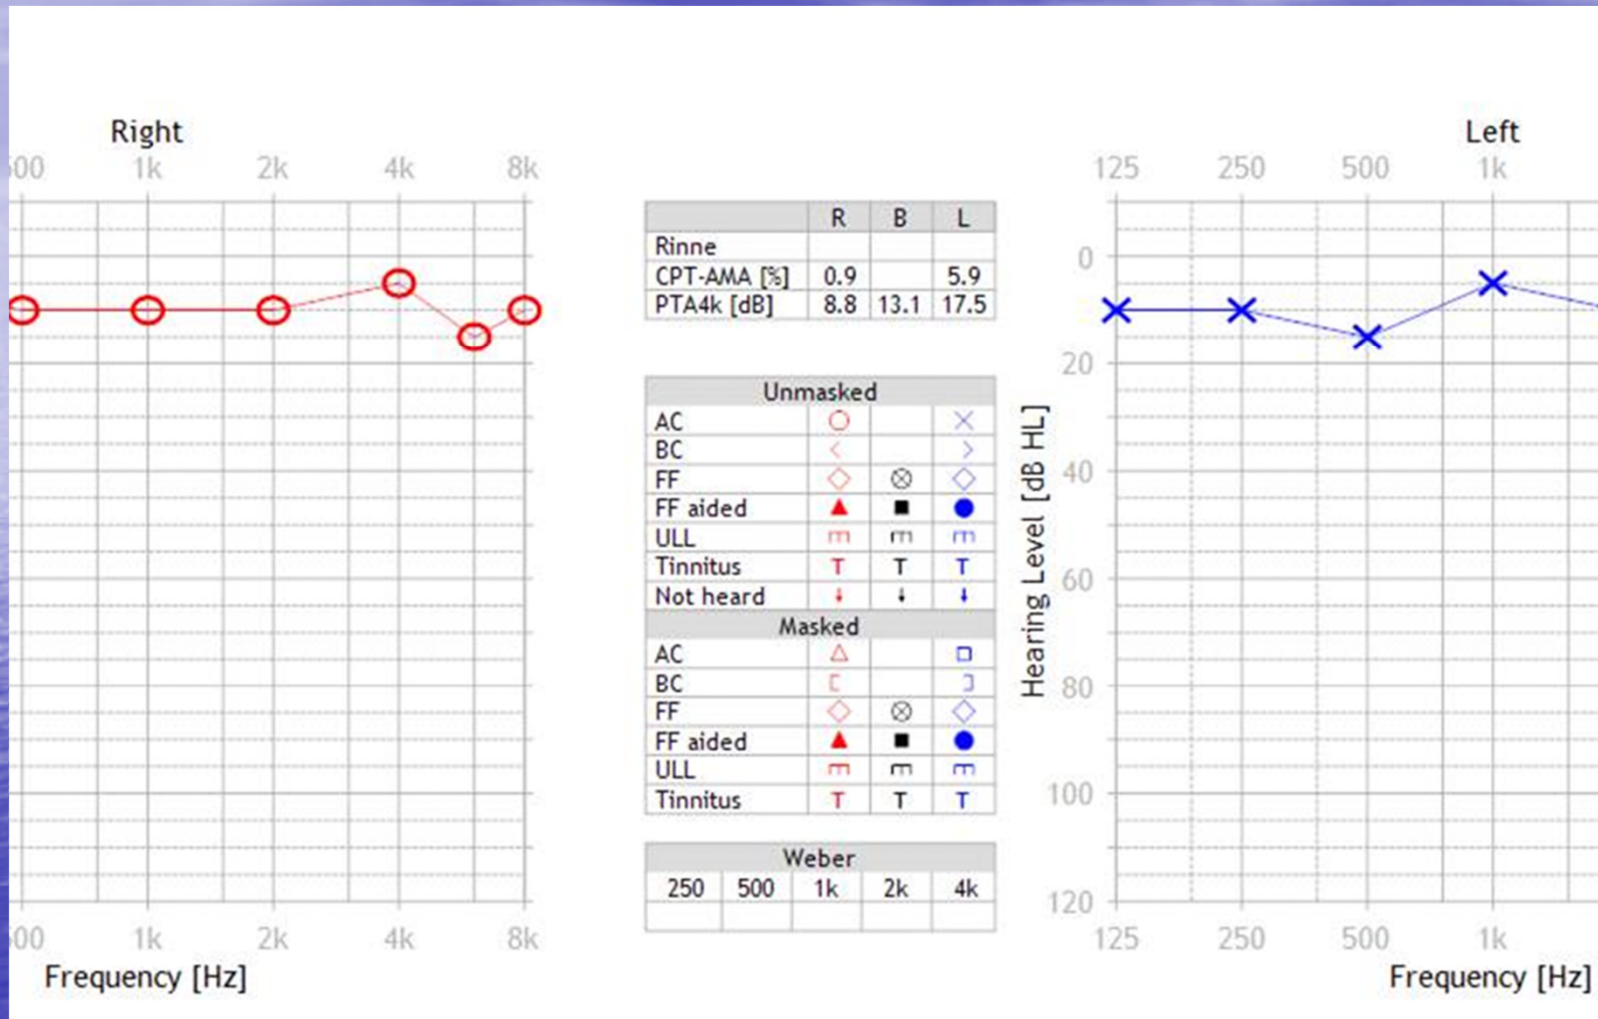 Right
500 1k 2k 4k 8k
500 1k 2k 4k 8k
Frequency [Hz]
R B L
Rinne
CPT-AMA [%] 0.9 5.9
PTA4k [dB] 8.8 13.1 17.5
Unmasked
AC
BC
FF
FF aided
ULL
Tinnitus T T T
Not heard
Masked
AC
BC
FF
FF aided
ULL
Tinnitus T T T
Weber
250 500 1k 2k 4k
Left
125 250 500 1k
Hearing Level [dB HL]
0
20
40
60
80
100
120
125 250 500 1k
Frequency [Hz]